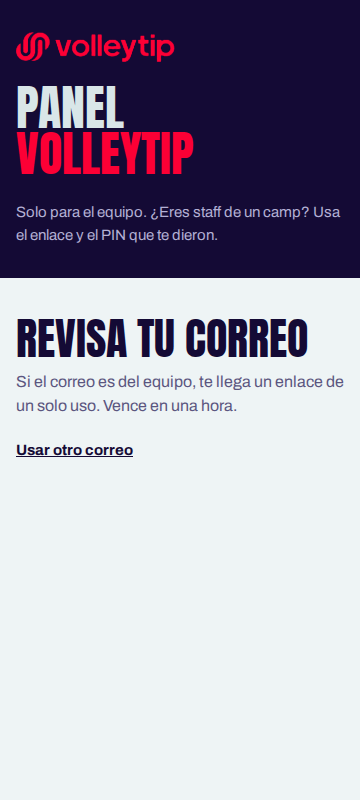 volleytip
PANEL
VOLLEYTIP
Solo para el equipo. ¿Eres staff de un camp? Usa
el enlace y el PIN que te dieron.
REVISA TU CORREO
Si el correo es del equipo, te llega un enlace de
un solo uso. Vence en una hora.
Usar otro correo